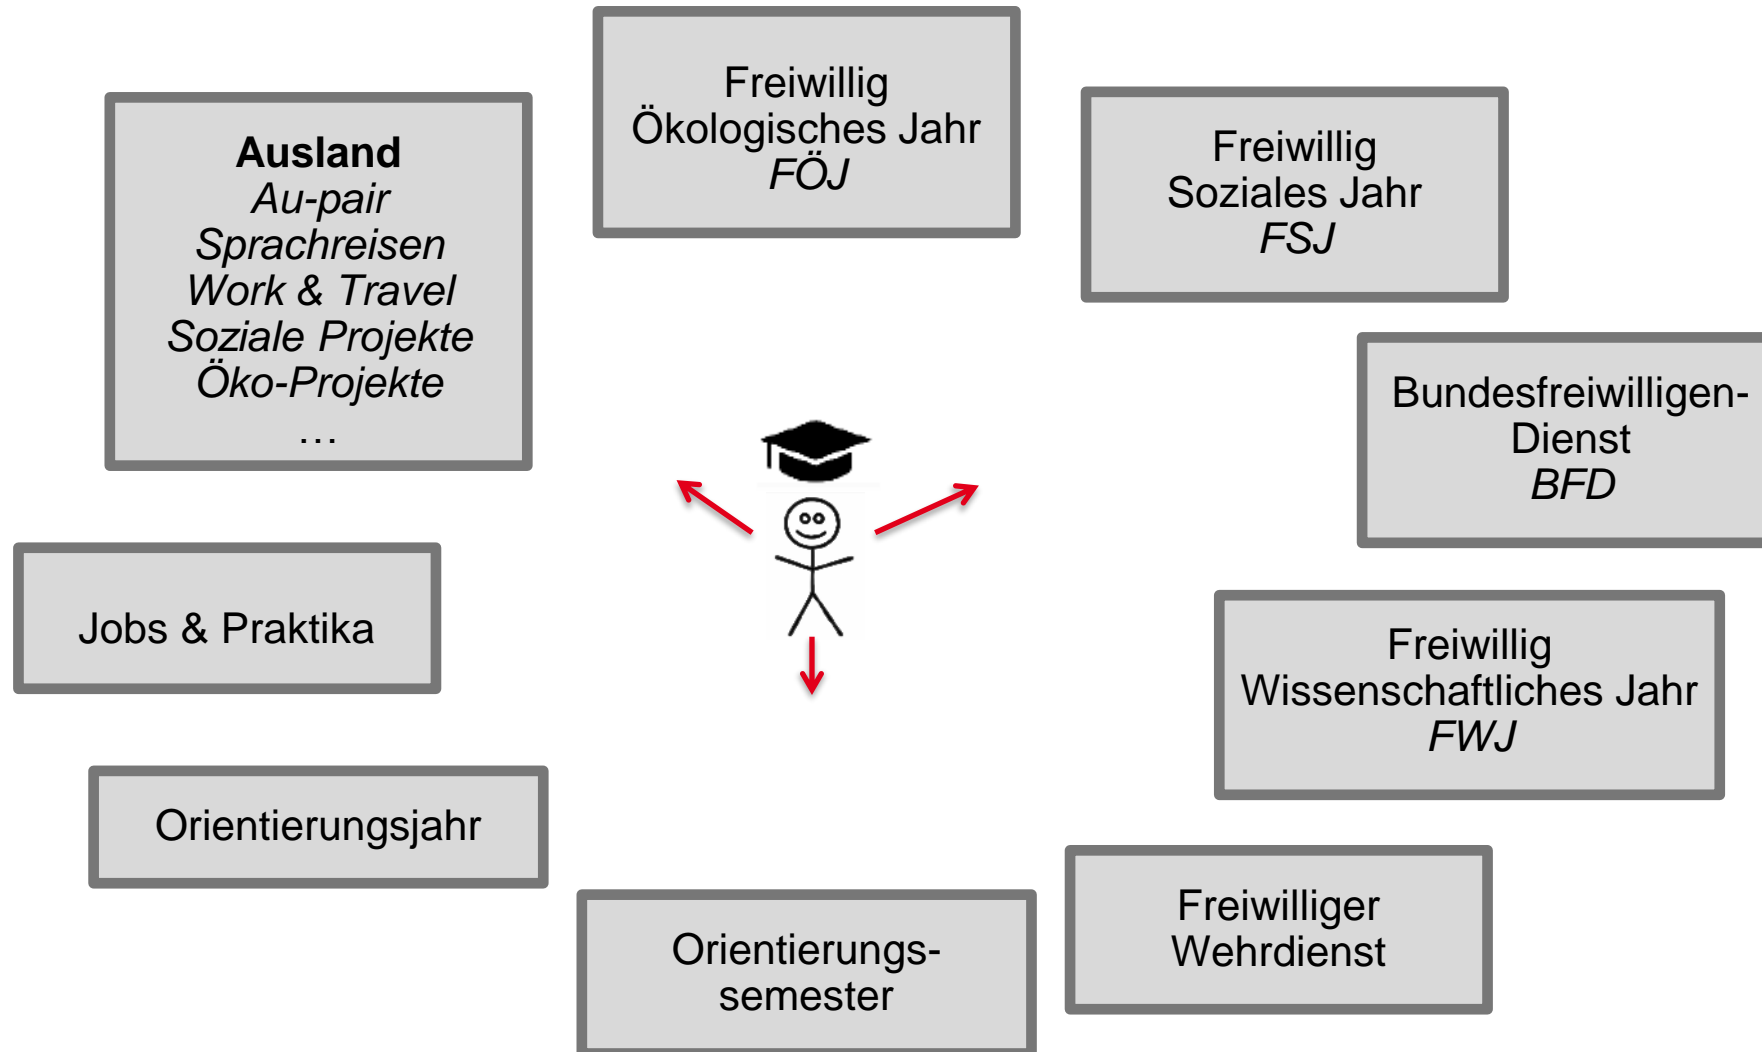 Freiwillig
Ökologisches Jahr
FÖJ
Ausland
Au-pair
Sprachreisen
Work & Travel
Soziale Projekte
Öko-Projekte
…
Freiwillig
Soziales Jahr
FSJ
Bundesfreiwilligen-
Dienst
BFD
Jobs & Praktika
Freiwillig
Wissenschaftliches Jahr
FWJ
Orientierungsjahr
Freiwilliger
Wehrdienst
Orientierungs-
semester